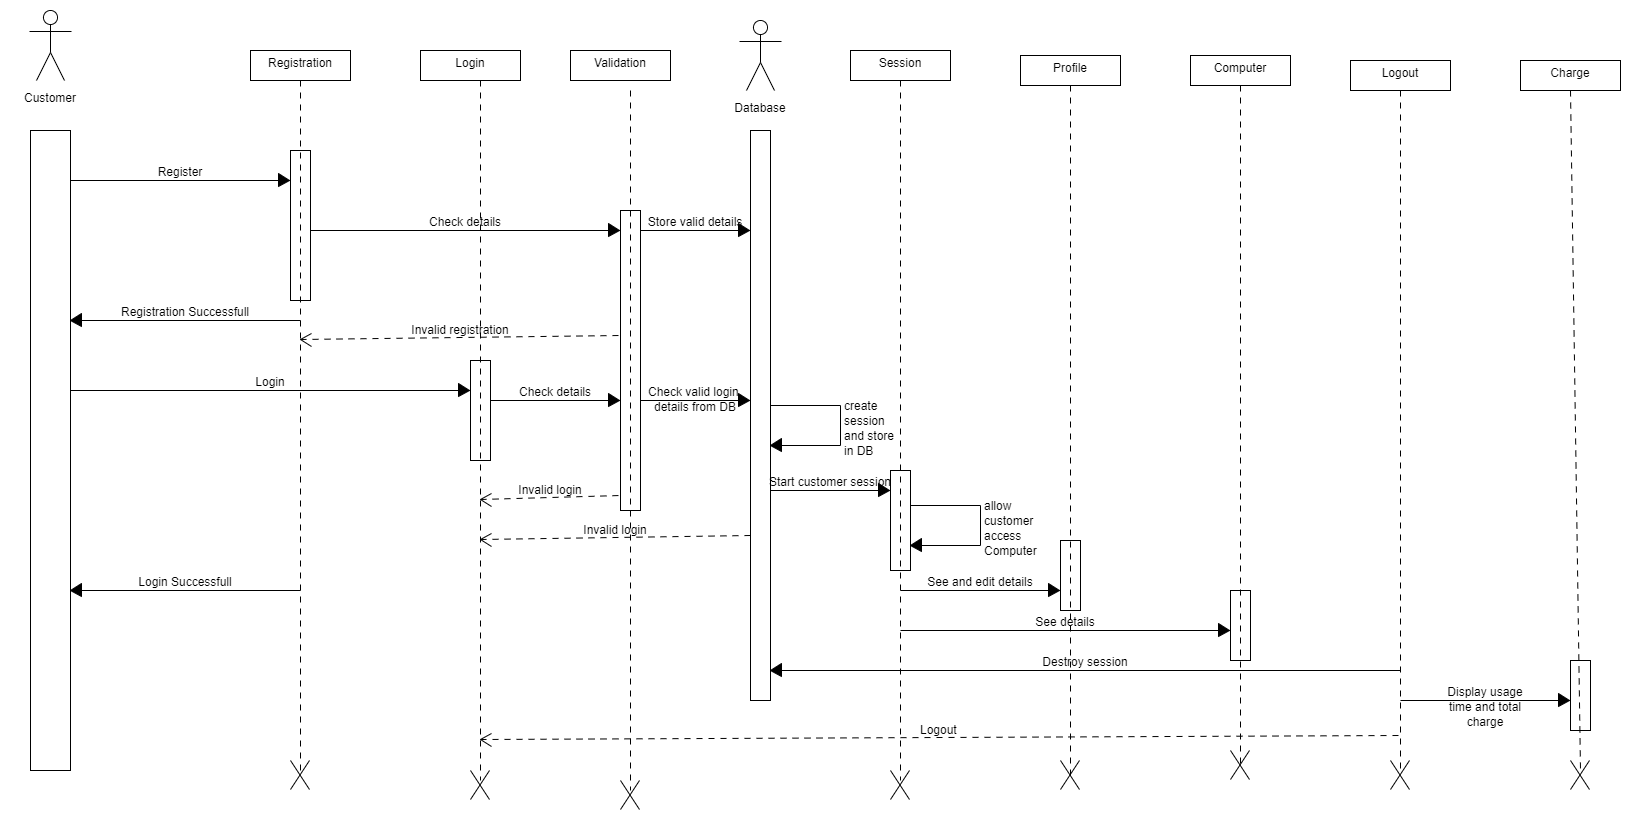 Customer
Registration
Login
Validation
Database
Session
Profile
Computer
Logout
Charge
Register
Check details
Store valid details
Registration Successfull
Invalid registration
Login
Check details
Check valid login
details from DB
create
session
and store
in DB
Start customer session
Invalid login
allow
customer
access
Computer
Invalid login
Login Successfull
See and edit details
See details
Destroy session
Display usage
time and total
charge
Logout